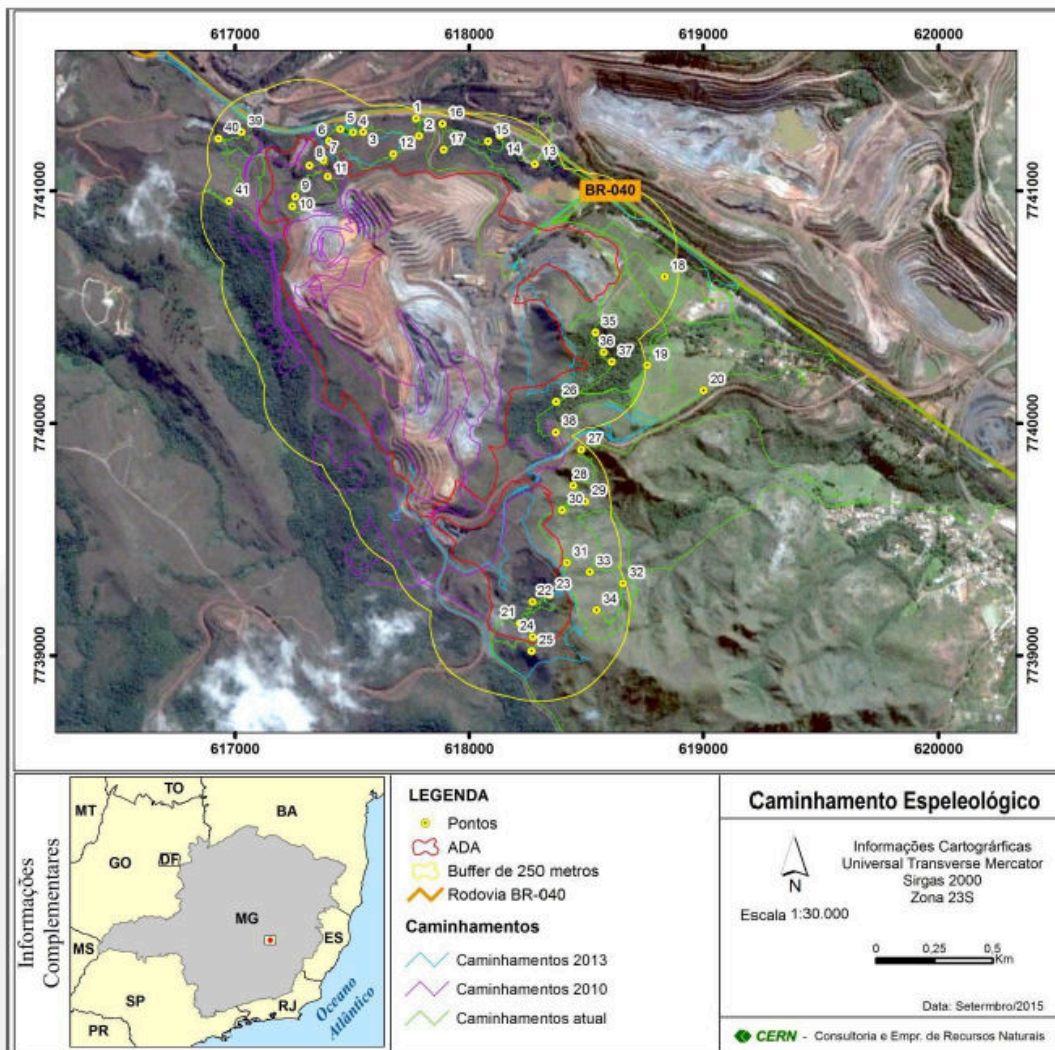 617000 618000 619000 620000
7741000
7740000
7739000
7741000
7740000
7739000
617000 618000 619000 620000
BR-040
1
2
3
4
5
6
7
8
9
10
11
12
13
14
15
16
17
18
19
20
21
22
23
24
25
26
27
28
29
30
31
32
33
34
35
36
37
38
39
40
41
Informações
Complementares
MT
TO
BA
GO
DF
MG
ES
MS
SP
RJ
PR
Oceano
Atlântico
LEGENDA
Pontos
ADA
Buffer de 250 metros
Rodovia BR-040
Caminhamentos
Caminhamentos 2013
Caminhamentos 2010
Caminhamentos atual
Caminhamento Espeleológico
N
Informações Cartográrficas
Universal Transverse Mercator
Sirgas 2000
Zona 23S
Escala 1:30.000
0 0,25 0,5
Km
Data: Setermbro/2015
CERN - Consultoria e Empr. de Recursos Naturais